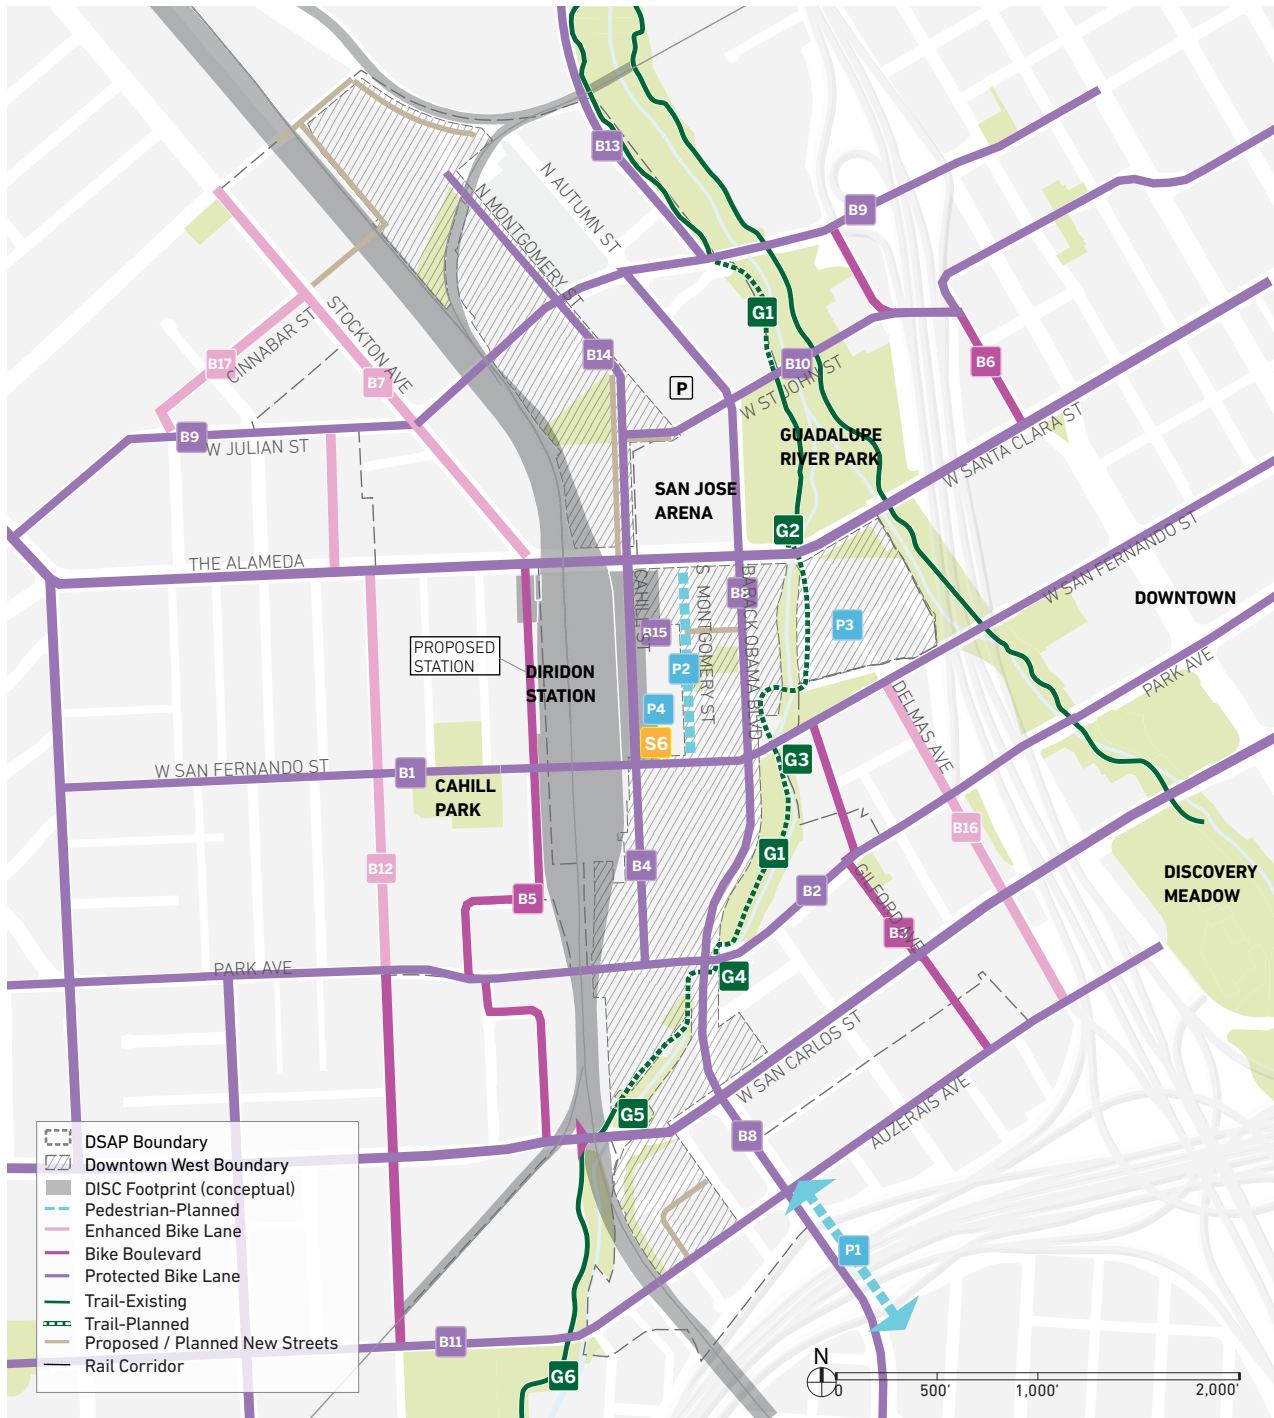 B13
N AUTUMN ST
N MONTGOMERY ST
B9
G1
STOCKTON AVE
CINNABAR ST
B17
B7
B14
B10
B6
P
W ST JOHN ST
B9
W JULIAN ST
GUADALUPE
RIVER PARK
W SANTA CLARA ST
SAN JOSE
ARENA
G2
THE ALAMEDA
W SAN FERNANDO ST
CAHILL ST
S MONTGOMERY ST
B8
BARACK OBAMA BLVD
P3
DOWNTOWN
B15
PROPOSED
STATION
DIRIDON
STATION
P2
P4
S6
DELMAS AVE
PARK AVE
W SAN FERNANDO ST
B1
CAHILL
PARK
G3
B16
B12
B4
G1
B5
B2
GILFORD AVE
B3
DISCOVERY
MEADOW
PARK AVE
G4
W SAN CARLOS ST
G5
B8
AUZERAIS AVE
P1
B11
G6
DSAP Boundary
Downtown West Boundary
DISC Footprint (conceptual)
Pedestrian-Planned
Enhanced Bike Lane
Bike Boulevard
Protected Bike Lane
Trail-Existing
Trail-Planned
Proposed / Planned New Streets
Rail Corridor
N
0 500' 1,000' 2,000'